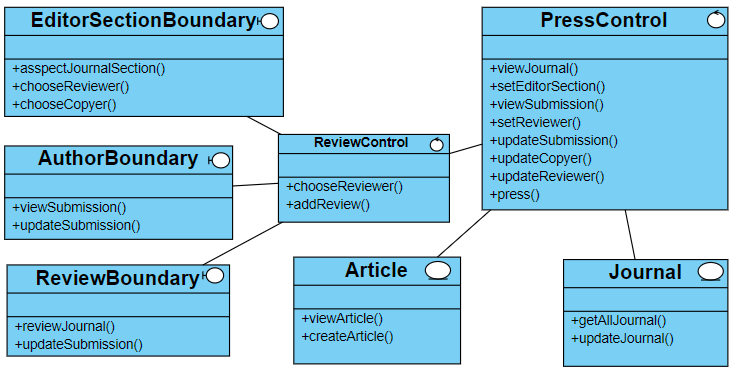 EditorSectionBoundary
+asspectJournalSection()
+chooseReviewer()
+chooseCopyer()
PressControl
+viewJournal()
+setEditorSection()
+viewSubmission()
+setReviewer()
+updateSubmission()
+updateCopyer()
+updateReviewer()
+press()
ReviewControl
+chooseReviewer()
+addReview()
AuthorBoundary
+viewSubmission()
+updateSubmission()
ReviewBoundary
+reviewJournal()
+updateSubmission()
Article
+viewArticle()
+createArticle()
Journal
+getAllJournal()
+updateJournal()